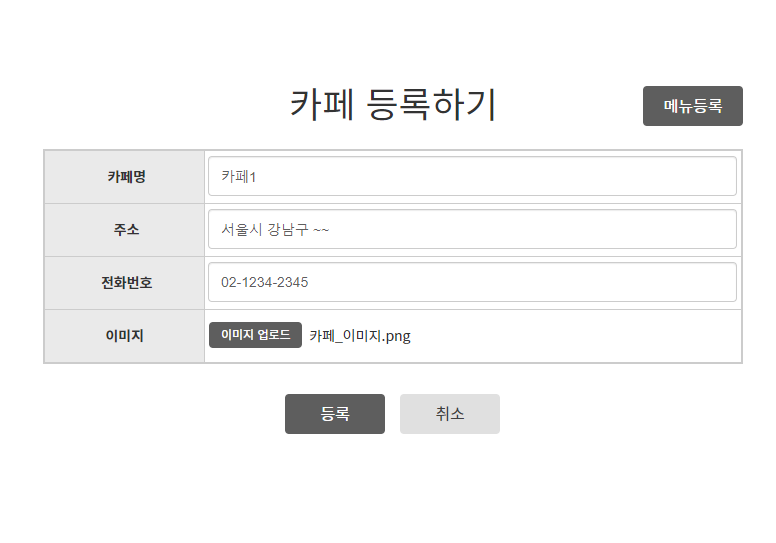 카페 등록하기
메뉴등록
카페명 카페1
주소 서울시 강남구 ~~
전화번호 02-1234-2345
이미지 이미지 업로드 카페_이미지.png
등록 취소